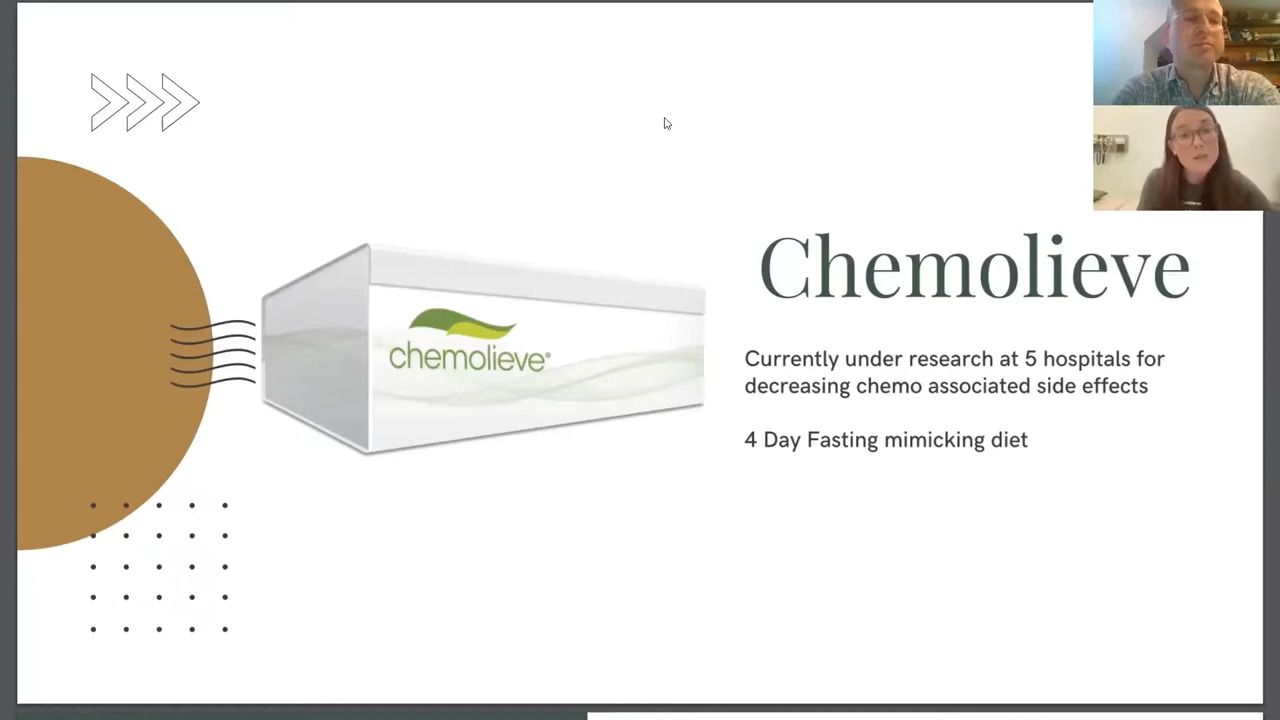 Chemolieve
chemolieve®
Currently under research at 5 hospitals for
decreasing chemo associated side effects
4 Day Fasting mimicking diet